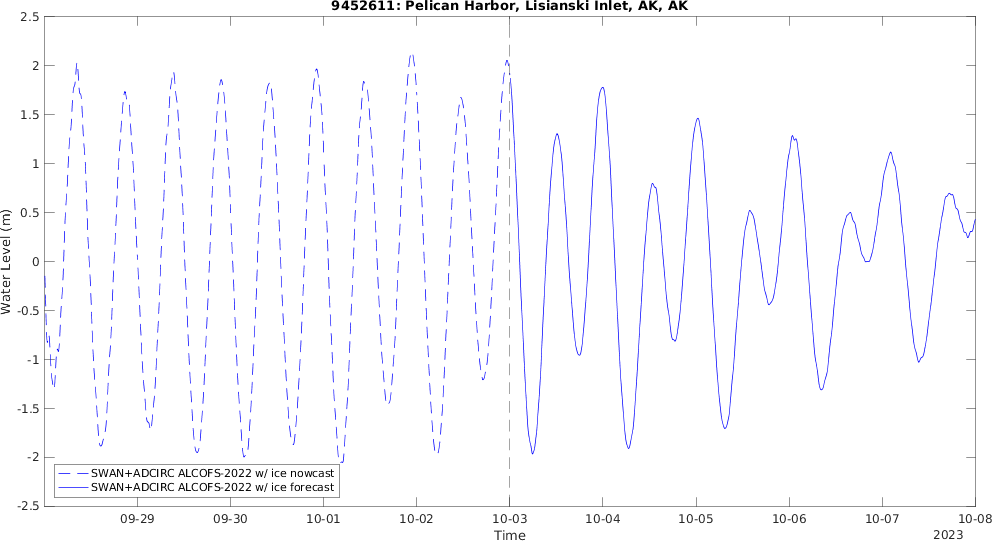 9452611: Pelican Harbor, Lisianski Inlet, AK, AK
2.5
2
1.5
1
0.5
0
-0.5
-1
-1.5
-2
-2.5
Water Level (m)
SWAN+ADCIRC ALCOFS-2022 w/ ice nowcast
SWAN+ADCIRC ALCOFS-2022 w/ ice forecast
09-29 09-30 10-01 10-02 10-03 10-04 10-05 10-06 10-07 10-08
Time
2023